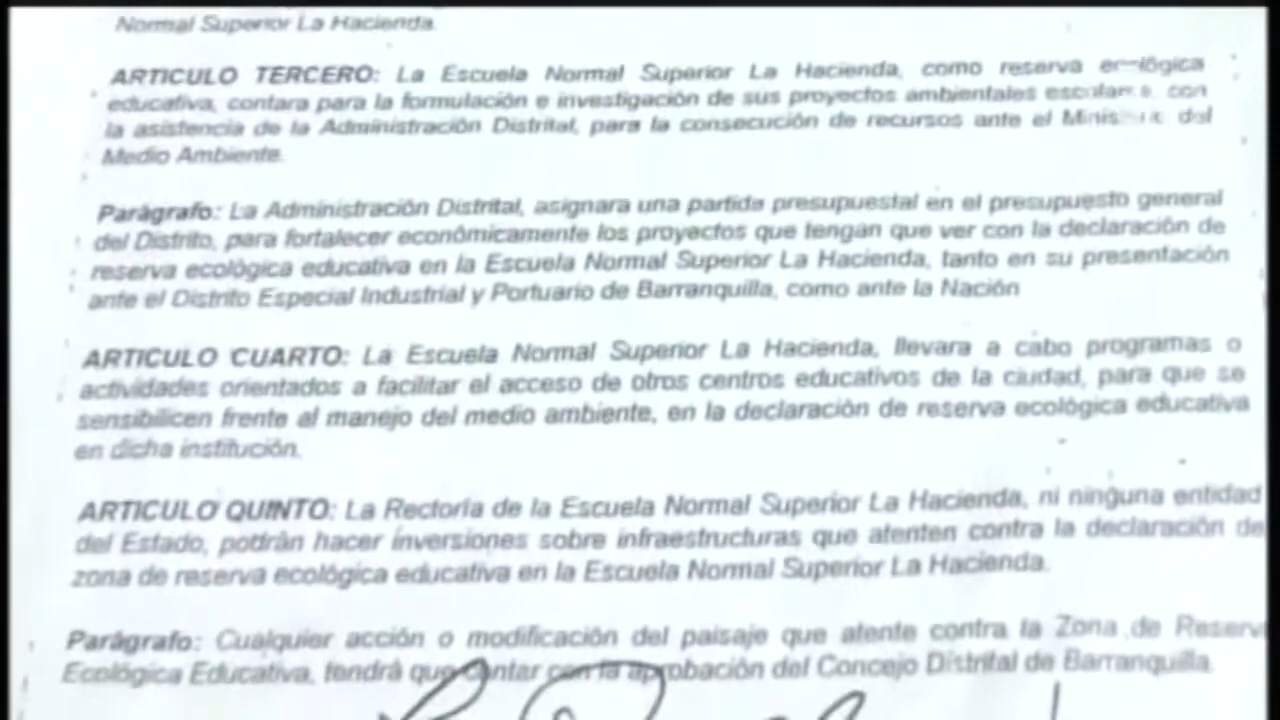 Normal Superior La Hacienda.
ARTICULO TERCERO: La Escuela Normal Superior La Hacienda, como reserva
educativa, contara para la formulación e investigación de sus proyectos ambientales con
la asistencia de la Administración Distrital, para la consecución de recursos ante el del
Medio Ambiente.
Parágrafo: La Administración Distrital, asignara una partida presupuestal en el presupuesto general
del Distrito, para fortalecer económicamente los proyectos que tengan que ver con la declaración de
reserva ecológica educativa en la Escuela Normal Superior La Hacienda, tanto en su presentación
ante el Distrito Especial Industrial y Portuario de Barranquilla, como ante la Nación
ARTICULO CUARTO: La Escuela Normal Superior La Hacienda, llevara a cabo programas o
actividades orientados a facilitar el acceso de otros centros educativos de la ciudad, para que se
sensibilicen frente al manejo del medio ambiente, en la declaración de reserva ecológica educativa
en dicha institución.
ARTICULO QUINTO: La Rectoría de la Escuela Normal Superior La Hacienda, ni ninguna entidad
del Estado, podrán hacer inversiones sobre infraestructuras que atenten contra la declaración de
zona de reserva ecológica educativa en la Escuela Normal Superior La Hacienda.
Parágrafo: Cualquier acción o modificación del paisaje que atente contra la Zona de Reserv
Ecológica Educativa, tendrá que contar con la aprobación del Concejo Distrital de Barranquilla.